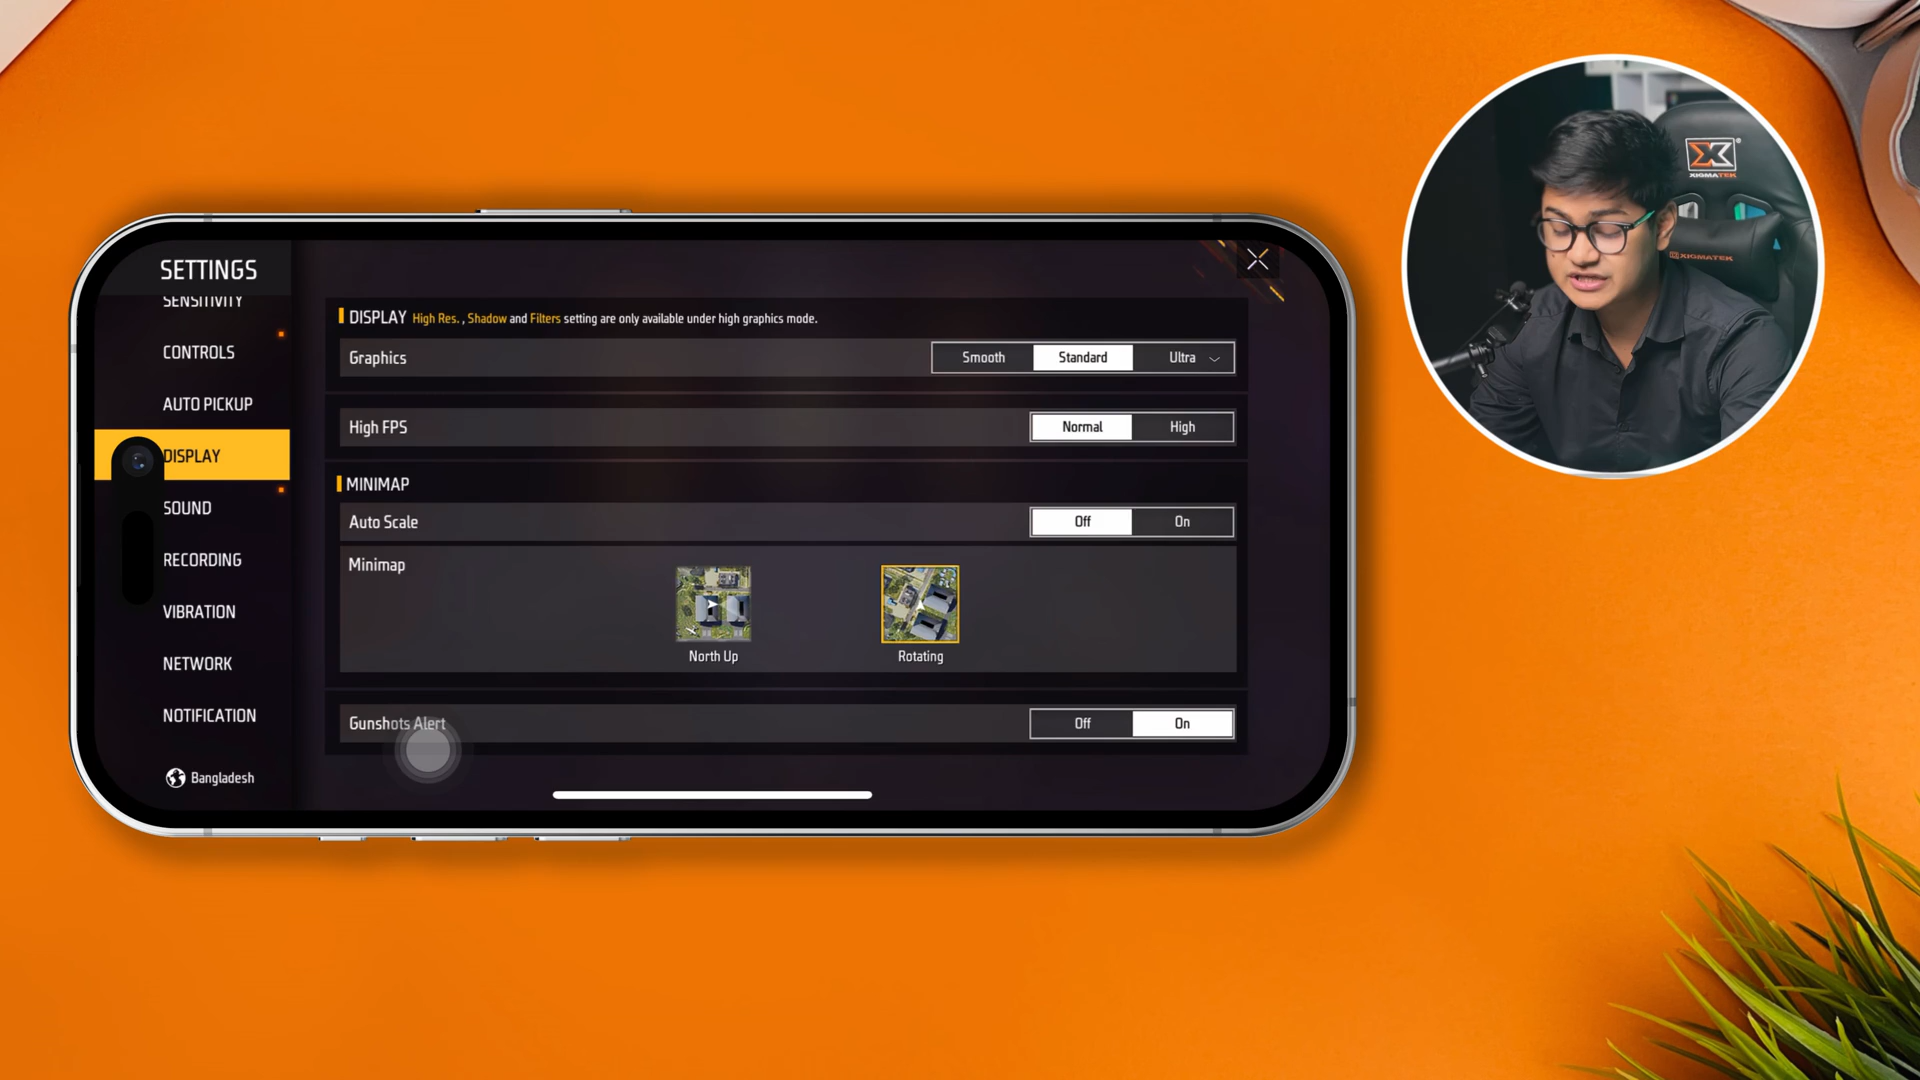 SETTINGS
SENSITIVITY
CONTROLS
AUTO PICKUP
DISPLAY
SOUND
RECORDING
VIBRATION
NETWORK
NOTIFICATION
Bangladesh
DISPLAY High Res. , Shadow and Filters setting are only available under high graphics mode.
Graphics Smooth Standard Ultra
High FPS Normal High
MINIMAP
Auto Scale Off On
Minimap
North Up Rotating
Gunshots Alert Off On
XIGMATEK
XIGMATEK